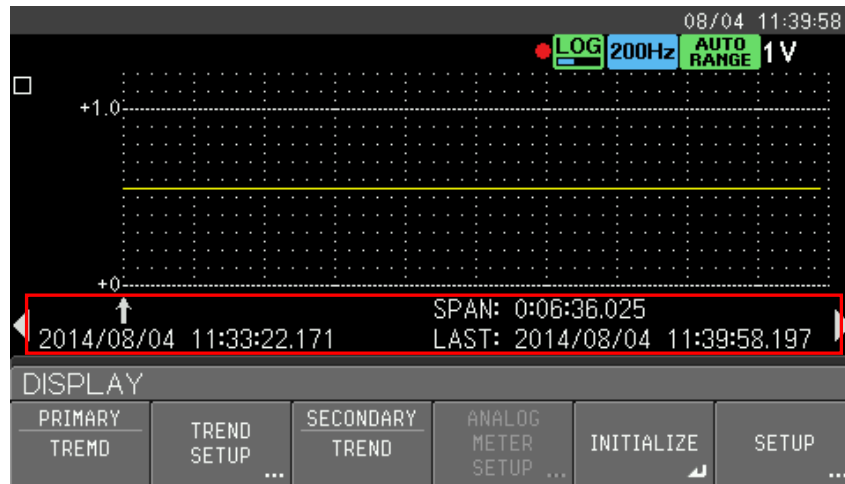 08/04 11:39:58
LOG 200Hz AUTO RANGE 1V
+1.0
+0
SPAN: 0:06:36.025
2014/08/04 11:33:22.171 LAST: 2014/08/04 11:39:58.197
DISPLAY
PRIMARY TREMD
TREND SETUP ...
SECONDARY TREND
ANALOG METER SETUP ...
INITIALIZE
SETUP ...